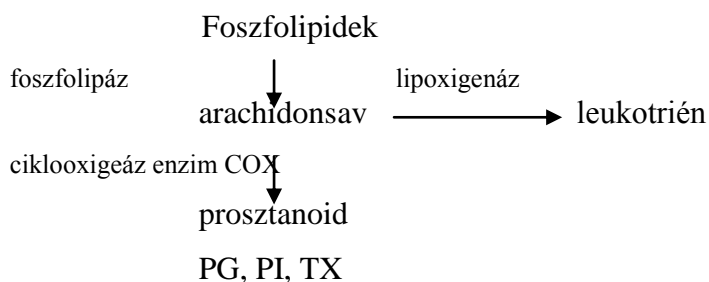 Foszfolipidek
foszfolipáz lipoxigenáz
arachidonsav leukotrién
ciklooxigeáz enzim COX
prosztanoid
PG, PI, TX